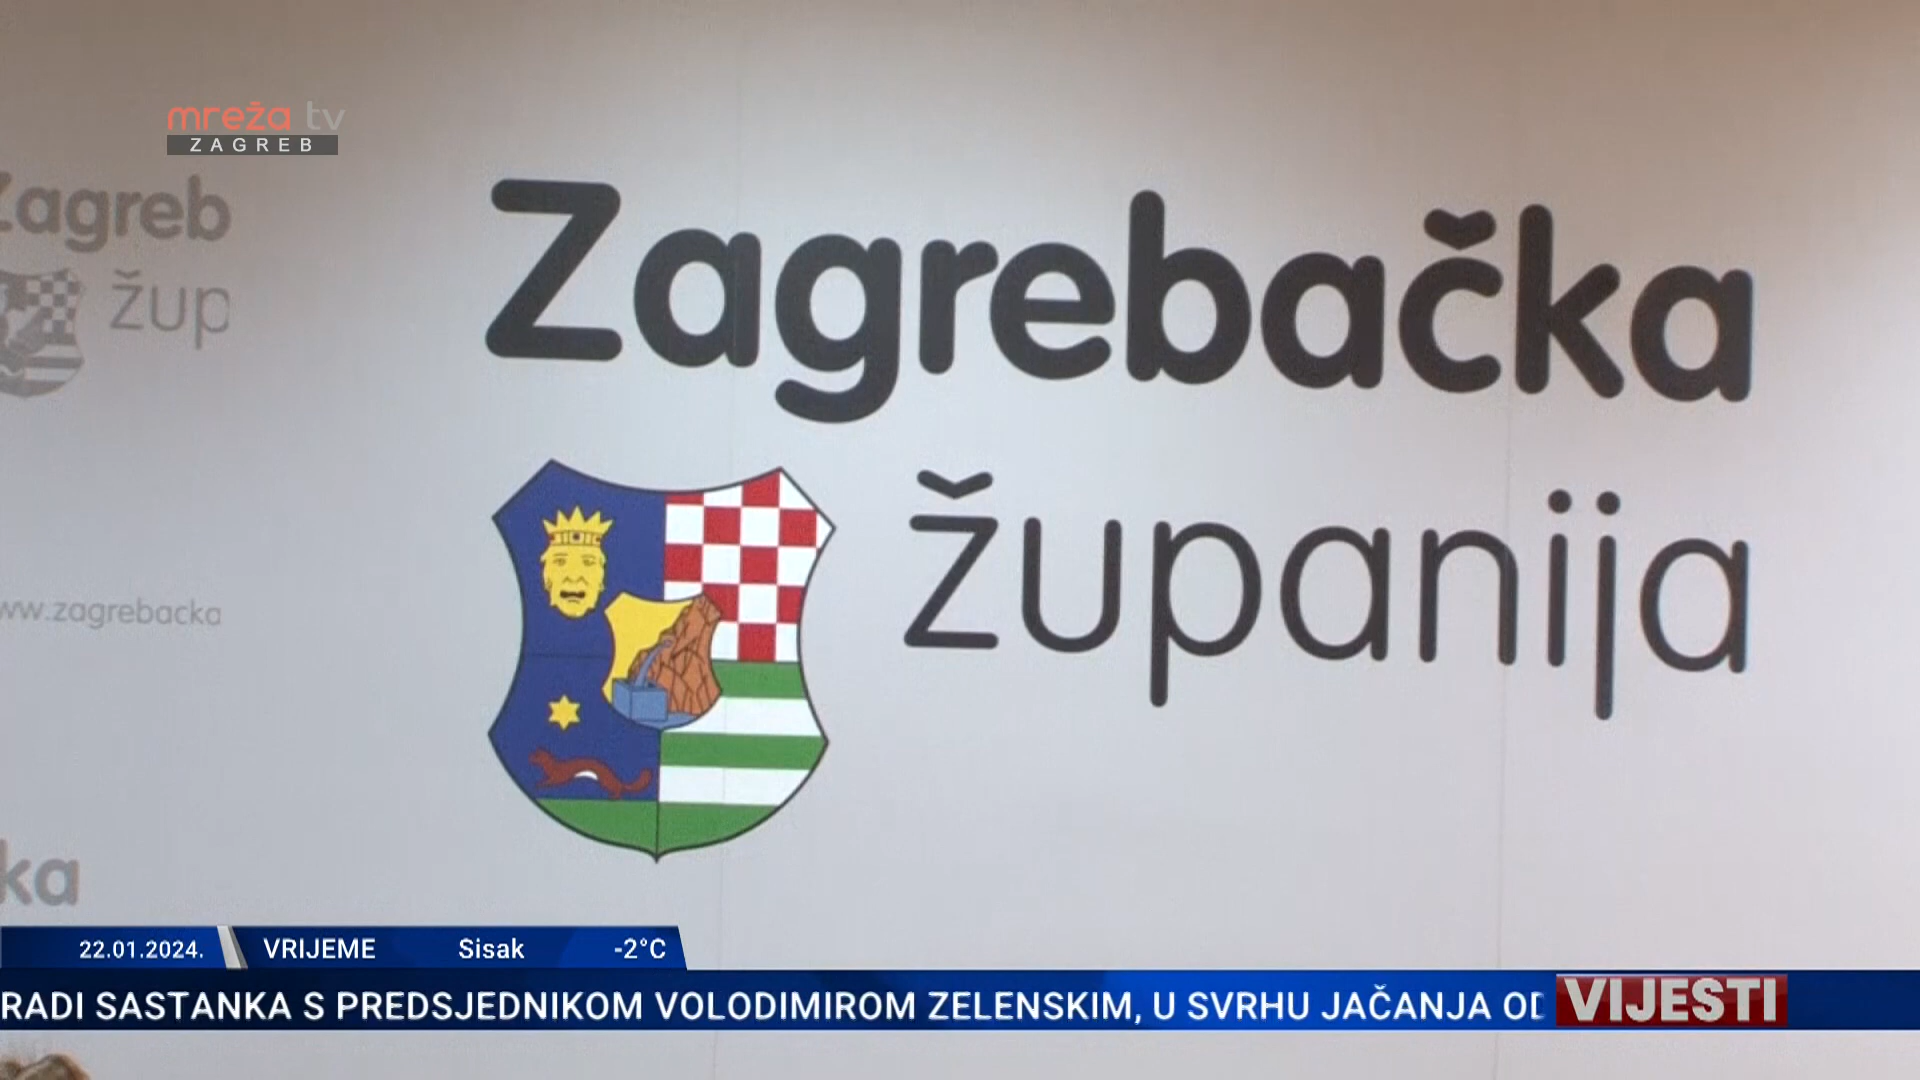 mreža tv
ZAGREB
Zagreb
žup
ww.zagrebacka
ka
Zagrebačka
županija
22.01.2024. VRIJEME Sisak -2°C
RADI SASTANKA S PREDSJEDNIKOM VOLODIMIROM ZELENSKIM, U SVRHU JAČANJA OD
VIJESTI